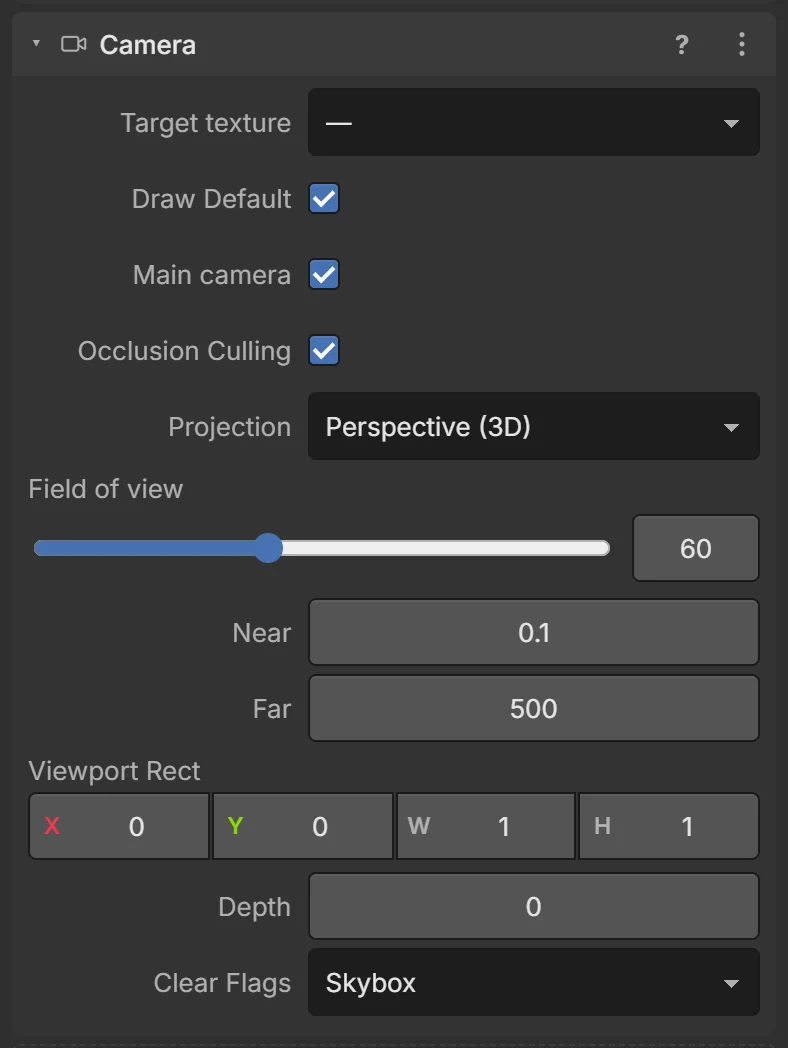 Camera ?
Target texture —
Draw Default
Main camera
Occlusion Culling
Projection Perspective (3D)
Field of view
60
Near 0.1
Far 500
Viewport Rect
X 0 Y 0 W 1 H 1
Depth 0
Clear Flags Skybox